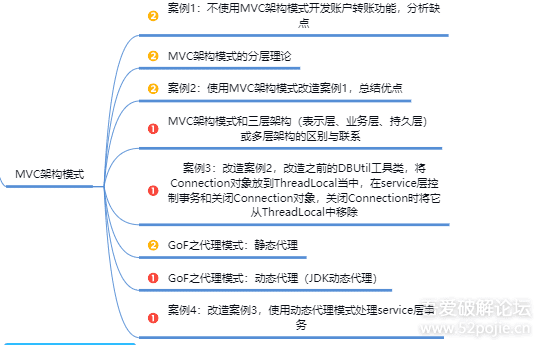 ② 案例1：不使用MVC架构模式开发账户转账功能，分析缺
点
② MVC架构模式的分层理论
② 案例2：使用MVC架构模式改造案例1，总结优点
① MVC架构模式和三层架构（表示层、业务层、持久层）
或多层架构的区别与联系
MVC架构模式
① 案例3：改造案例2，改造之前的DBUtil工具类，将
Connection对象放到ThreadLocal当中，在service层控
制事务和关闭Connection对象，关闭Connection时将它
从ThreadLocal中移除
② GoF之代理模式：静态代理
① GoF之代理模式：动态代理（JDK动态代理）
① 案例4：改造案例3，使用动态代理模式处理service层事
务
吾爱破解论坛
www.52pojie.cn